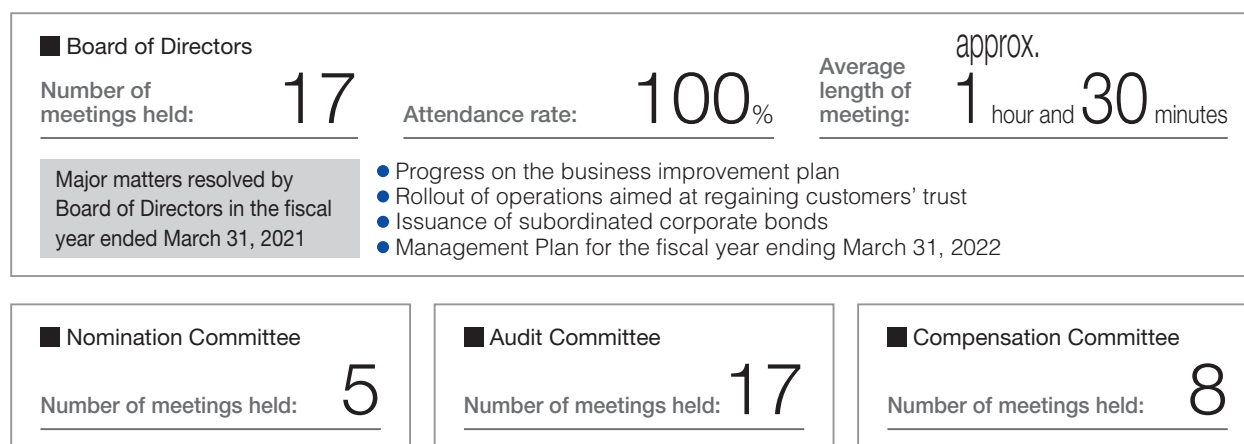 ■ Board of Directors
Number of
meetings held: 17
Attendance rate: 100%
Average
length of
meeting:
approx.
1 hour and 30 minutes
Major matters resolved by
Board of Directors in the fiscal
year ended March 31, 2021
● Progress on the business improvement plan
● Rollout of operations aimed at regaining customers’ trust
● Issuance of subordinated corporate bonds
● Management Plan for the fiscal year ending March 31, 2022
■ Nomination Committee
Number of meetings held: 5
■ Audit Committee
Number of meetings held: 17
■ Compensation Committee
Number of meetings held: 8